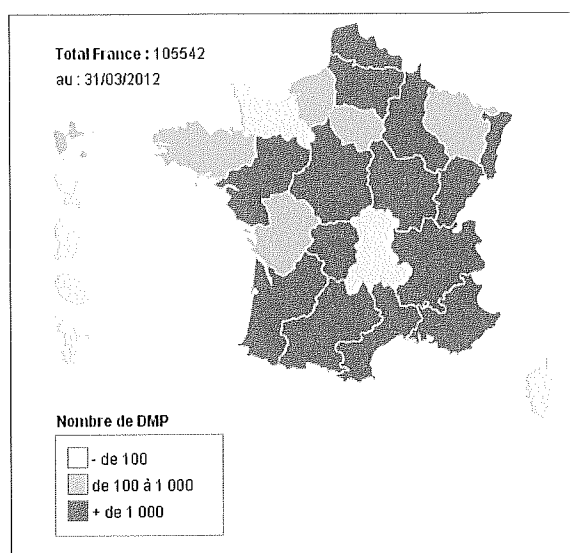 Total France : 105542
au : 31/03/2012
Nombre de DMP
- de 100
de 100 à 1 000
+ de 1 000